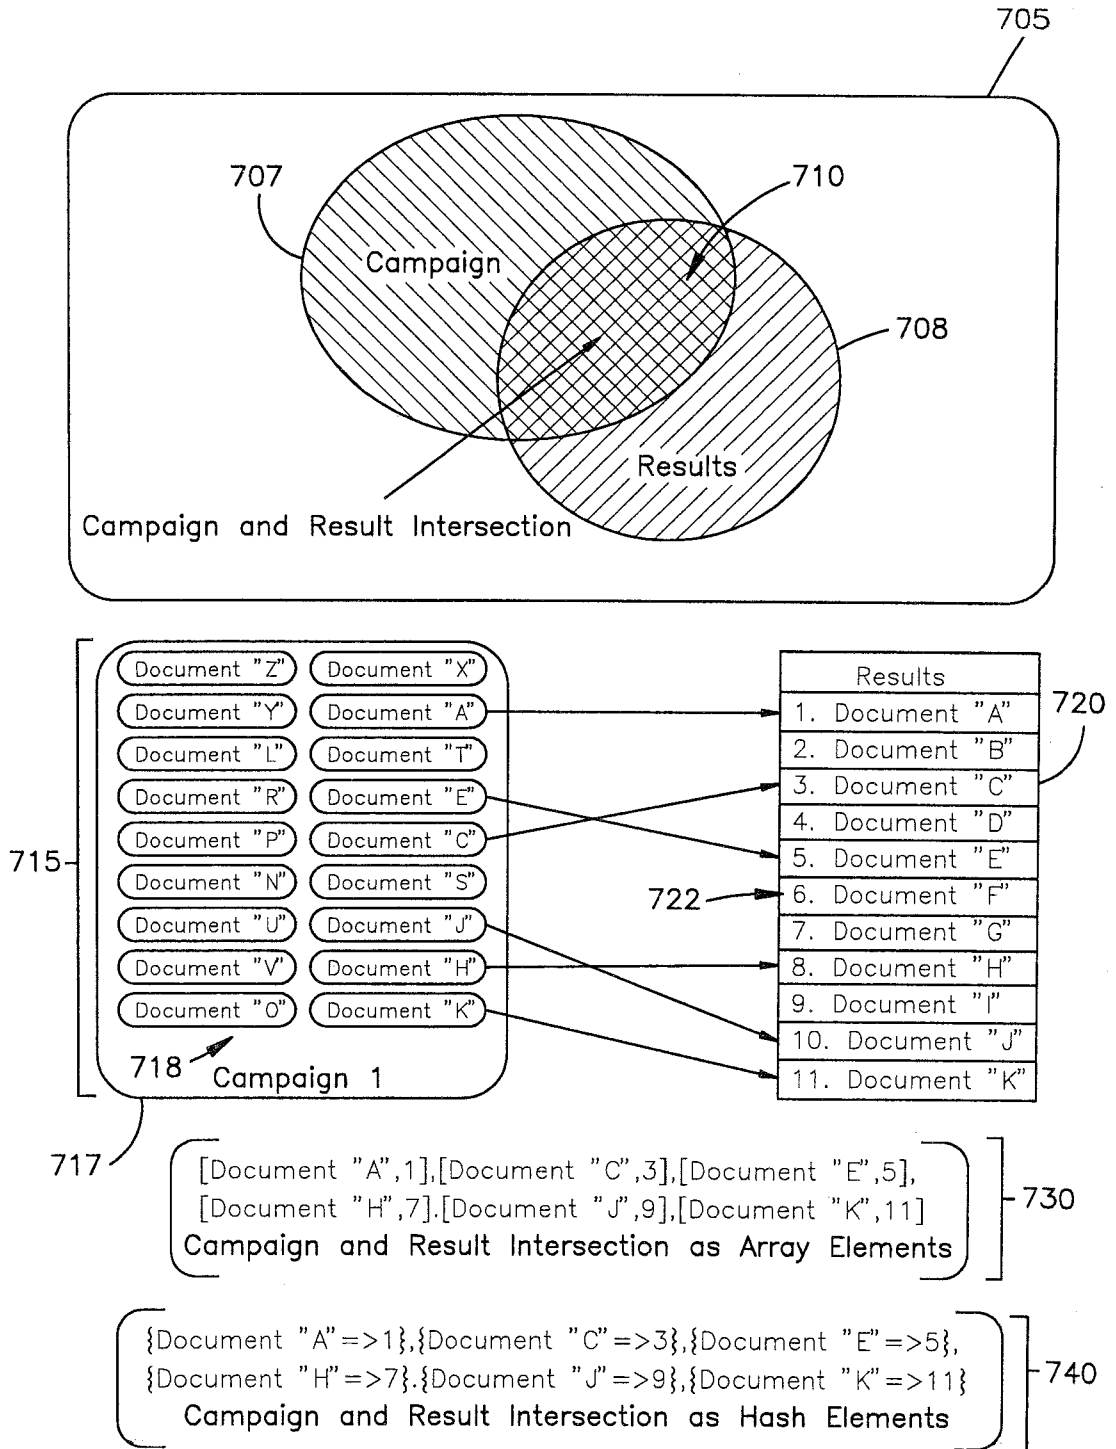 705
707
710
Campaign
708
Results
Campaign and Result Intersection
Document "Z" Document "X"
Document "Y" Document "A"
Document "L" Document "T"
Document "R" Document "E"
Document "P" Document "C"
Document "N" Document "S"
Document "U" Document "J"
Document "V" Document "H"
Document "O" Document "K"
718
Campaign 1
715
717
Results
1. Document "A"
2. Document "B"
3. Document "C"
4. Document "D"
5. Document "E"
6. Document "F"
7. Document "G"
8. Document "H"
9. Document "I"
10. Document "J"
11. Document "K"
720
722
[Document "A",1],[Document "C",3],[Document "E",5],
[Document "H",7].[Document "J",9],[Document "K",11]
Campaign and Result Intersection as Array Elements
730
{Document "A"=>1},{Document "C"=>3},{Document "E"=>5},
{Document "H"=>7}.{Document "J"=>9},{Document "K"=>11}
Campaign and Result Intersection as Hash Elements
740